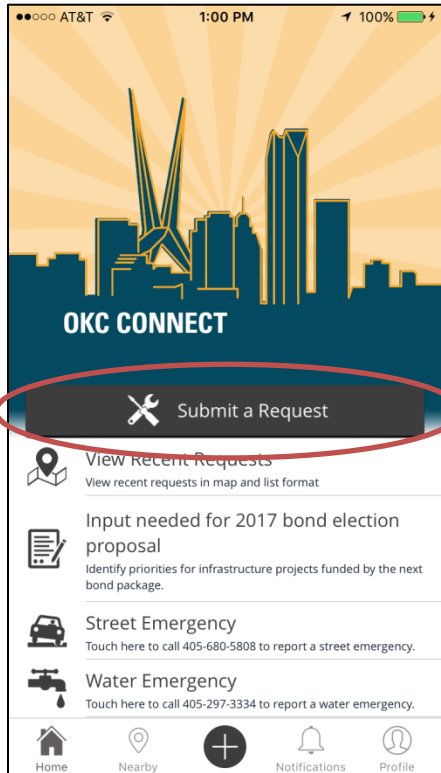 AT&T 1:00 PM 100%
OKC CONNECT
Submit a Request
View Recent Requests
View recent requests in map and list format
Input needed for 2017 bond election
proposal
Identify priorities for infrastructure projects funded by the next
bond package.
Street Emergency
Touch here to call 405-680-5808 to report a street emergency.
Water Emergency
Touch here to call 405-297-3334 to report a water emergency.
Home Nearby Notifications Profile